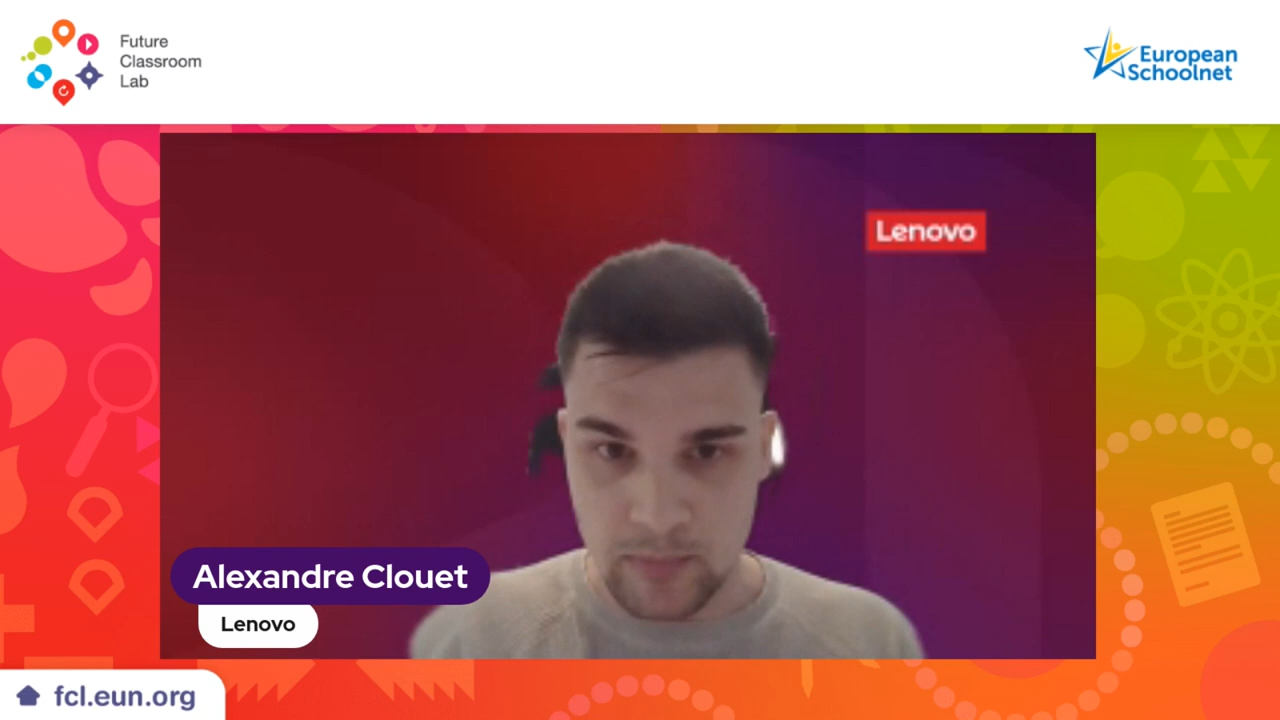 Future
Classroom
Lab
European
Schoolnet
Lenovo
Alexandre Clouet
Lenovo
fcl.eun.org